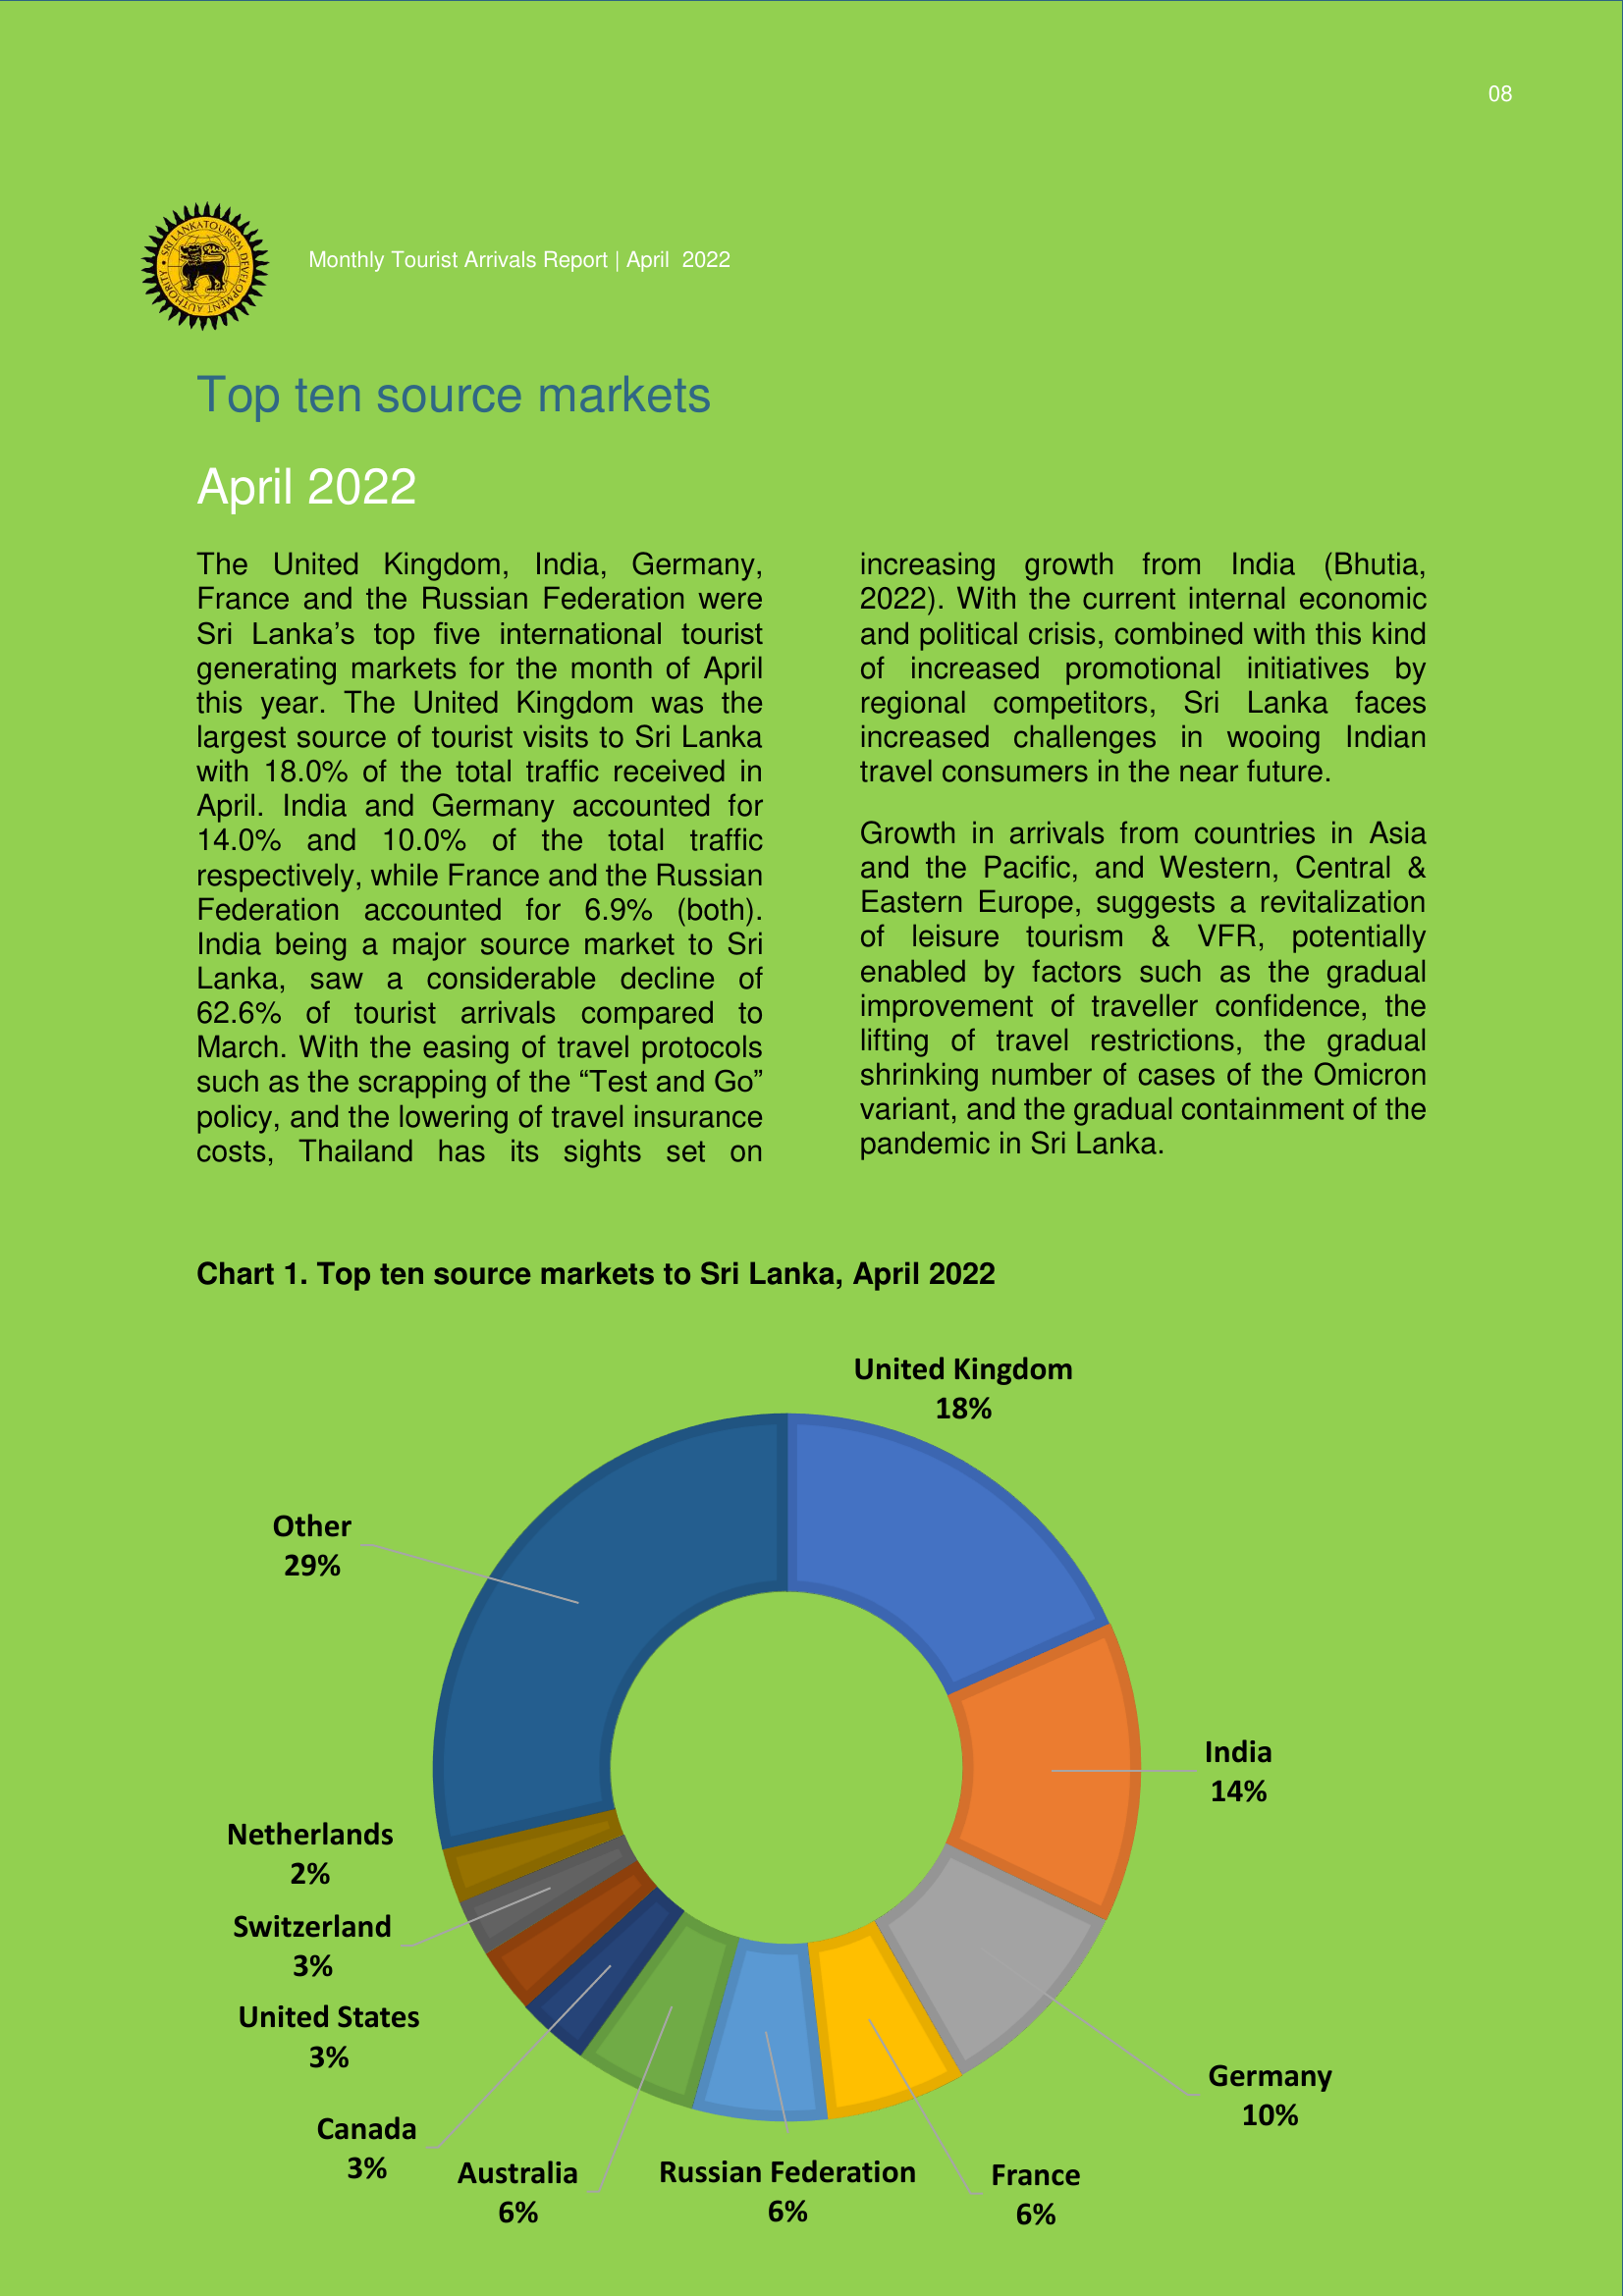 08
SRI LANKA TOURISM DEVELOPMENT AUTHORITY
Monthly Tourist Arrivals Report | April 2022
Top ten source markets
April 2022
The United Kingdom, India, Germany,
France and the Russian Federation were
Sri Lanka’s top five international tourist
generating markets for the month of April
this year. The United Kingdom was the
largest source of tourist visits to Sri Lanka
with 18.0% of the total traffic received in
April. India and Germany accounted for
14.0% and 10.0% of the total traffic
respectively, while France and the Russian
Federation accounted for 6.9% (both).
India being a major source market to Sri
Lanka, saw a considerable decline of
62.6% of tourist arrivals compared to
March. With the easing of travel protocols
such as the scrapping of the “Test and Go”
policy, and the lowering of travel insurance
costs, Thailand has its sights set on
increasing growth from India (Bhutia,
2022). With the current internal economic
and political crisis, combined with this kind
of increased promotional initiatives by
regional competitors, Sri Lanka faces
increased challenges in wooing Indian
travel consumers in the near future.
Growth in arrivals from countries in Asia
and the Pacific, and Western, Central &
Eastern Europe, suggests a revitalization
of leisure tourism & VFR, potentially
enabled by factors such as the gradual
improvement of traveller confidence, the
lifting of travel restrictions, the gradual
shrinking number of cases of the Omicron
variant, and the gradual containment of the
pandemic in Sri Lanka.
Chart 1. Top ten source markets to Sri Lanka, April 2022
United Kingdom
18%
Other
29%
India
14%
Netherlands
2%
Switzerland
3%
United States
3%
Germany
10%
Canada
3%
Australia
6%
Russian Federation
6%
France
6%